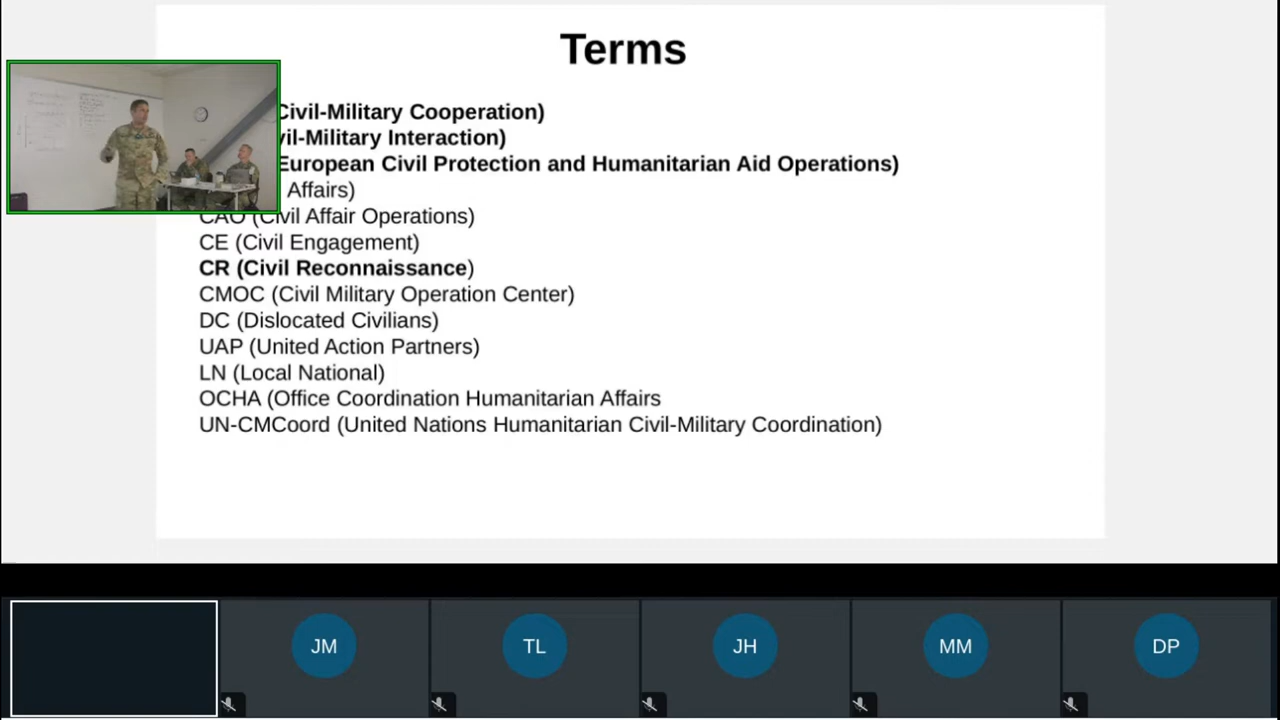 Terms
Civil-Military Cooperation)
vil-Military Interaction)
European Civil Protection and Humanitarian Aid Operations)
Affairs)
CAO (Civil Affair Operations)
CE (Civil Engagement)
CR (Civil Reconnaissance)
CMOC (Civil Military Operation Center)
DC (Dislocated Civilians)
UAP (United Action Partners)
LN (Local National)
OCHA (Office Coordination Humanitarian Affairs
UN-CMCoord (United Nations Humanitarian Civil-Military Coordination)
JM
TL
JH
MM
DP